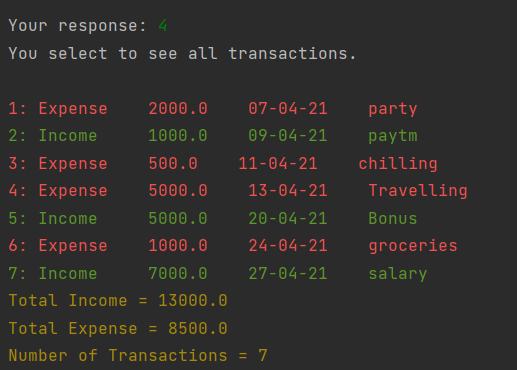 Your response: 4
You select to see all transactions.
1: Expense    2000.0    07-04-21    party
2: Income     1000.0    09-04-21    paytm
3: Expense    500.0    11-04-21    chilling
4: Expense    5000.0    13-04-21    Travelling
5: Income     5000.0    20-04-21    Bonus
6: Expense    1000.0    24-04-21    groceries
7: Income     7000.0    27-04-21    salary
Total Income = 13000.0
Total Expense = 8500.0
Number of Transactions = 7